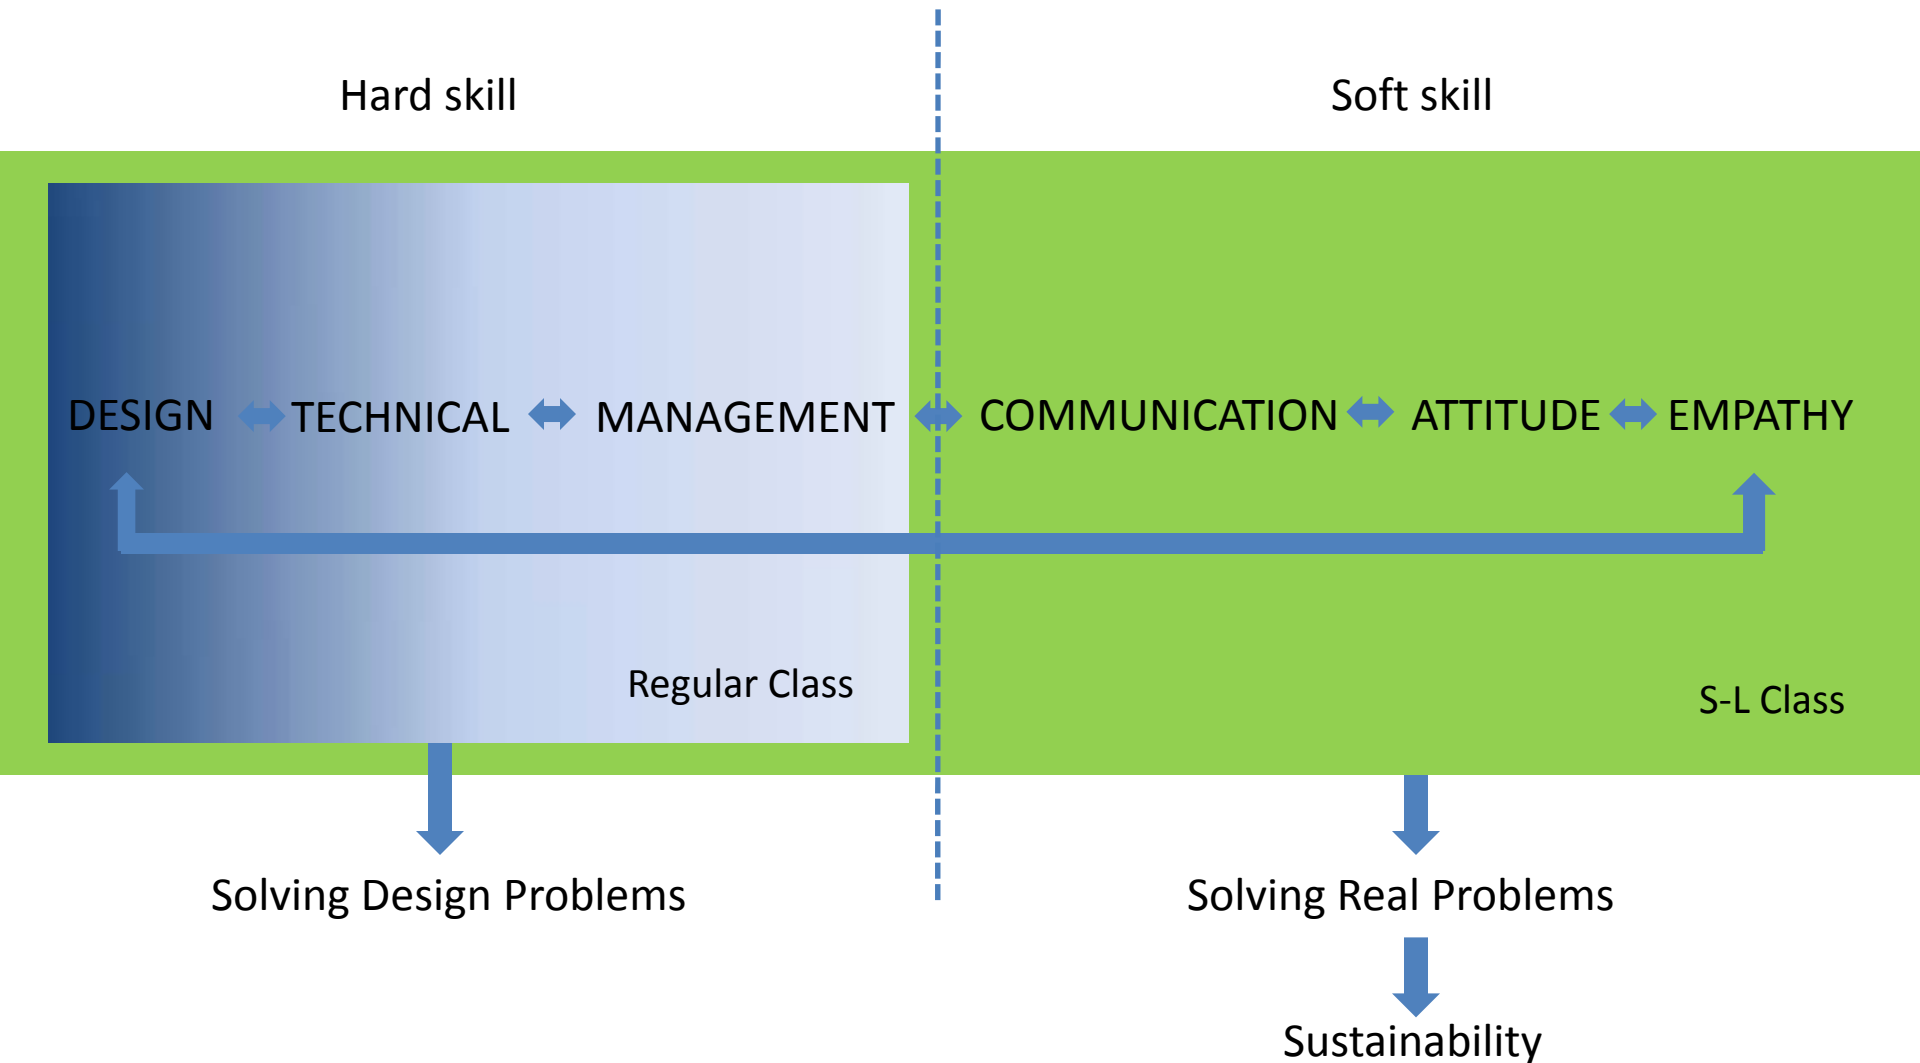 Hard skill
Soft skill
DESIGN TECHNICAL MANAGEMENT COMMUNICATION ATTITUDE EMPATHY
Regular Class
S-L Class
Solving Design Problems
Solving Real Problems
Sustainability